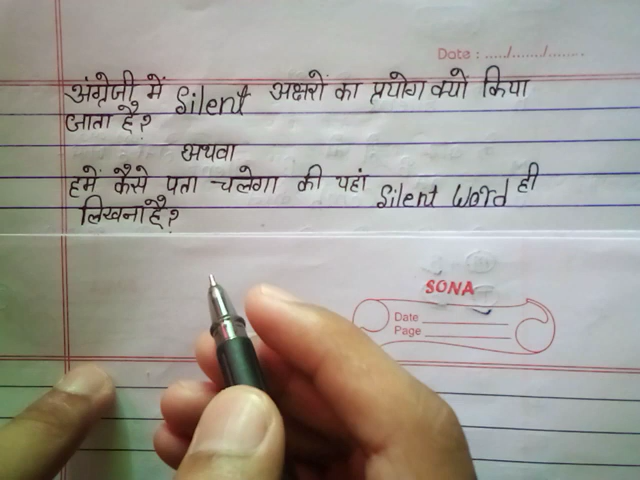 Date : ...../......./........
अंग्रेजी में Silent अक्षरों का प्रयोग क्यों किया
जाता है?
अथवा
हमें कैसे पता चलेगा की यहां Silent Word ही
लिखना है?
SONA
Date
Page